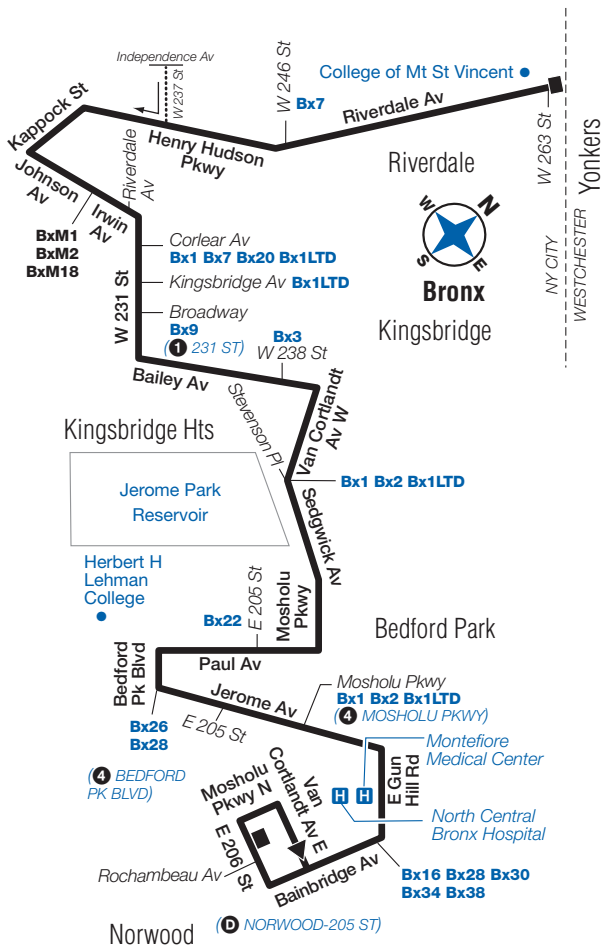 Independence Av
W 237 St
W 246 St
Bx7
College of Mt St Vincent
Riverdale Av
W 263 St
Yonkers
NY CITY
WESTCHESTER
Kappock St
Henry Hudson
Pkwy
Riverdale
Johnson
Av
Irwin
Av
Riverdale
Av
BxM1
BxM2
BxM18
W
N
S
E
Bronx
Kingsbridge
Corlear Av
Bx1 Bx7 Bx20 Bx1LTD
Kingsbridge Av Bx1LTD
Broadway
Bx9
(1 231 ST)
W 231 St
Bx3
W 238 St
Bailey Av
Van Cortlandt
Av W
Stevenson Pl
Kingsbridge Hts
Bx1 Bx2 Bx1LTD
Jerome Park
Reservoir
Sedgwick Av
Herbert H
Lehman
College
Mosholu
Pkwy
E 205 St
Bx22
Bedford Park
Paul Av
Bedford
Pk Blvd
Jerome Av
Mosholu Pkwy
Bx1 Bx2 Bx1LTD
(4 MOSHOLU PKWY)
Bx26
Bx28
E 205 St
(4 BEDFORD
PK BLVD)
E Gun
Hill Rd
Montefiore
Medical Center
H H
North Central
Bronx Hospital
Mosholu
Pkwy N
Van
Cortlandt Av E
E 206 St
Rochambeau Av
Bainbridge Av
Bx16 Bx28 Bx30
Bx34 Bx38
Norwood
(D NORWOOD-205 ST)